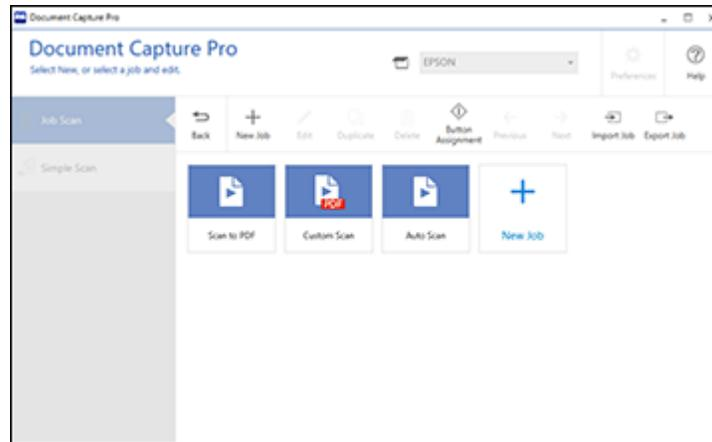 Document Capture Pro
Document Capture Pro
Select New, or select a job and edit.
EPSON
Preferences
Help
Job Scan
Simple Scan
Back
New Job
Edit
Duplicate
Delete
Button
Assignment
Previous
Next
Import Job
Export Job
Scan to PDF
PDF
Custom Scan
Auto Scan
New Job